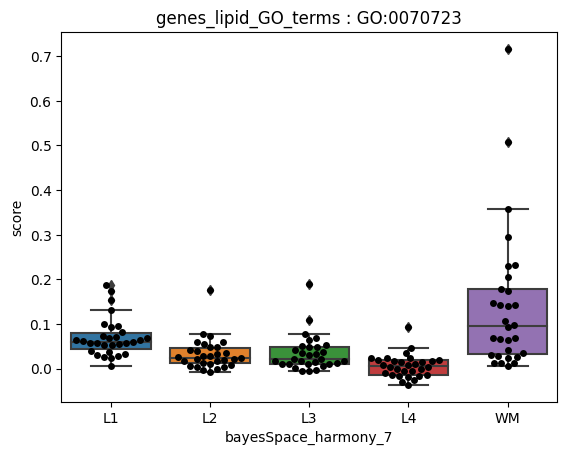 genes_lipid_GO_terms : GO:0070723
0.7
0.6
0.5
0.4
0.3
0.2
0.1
0.0
score
L1 L2 L3 L4 WM
bayesSpace_harmony_7